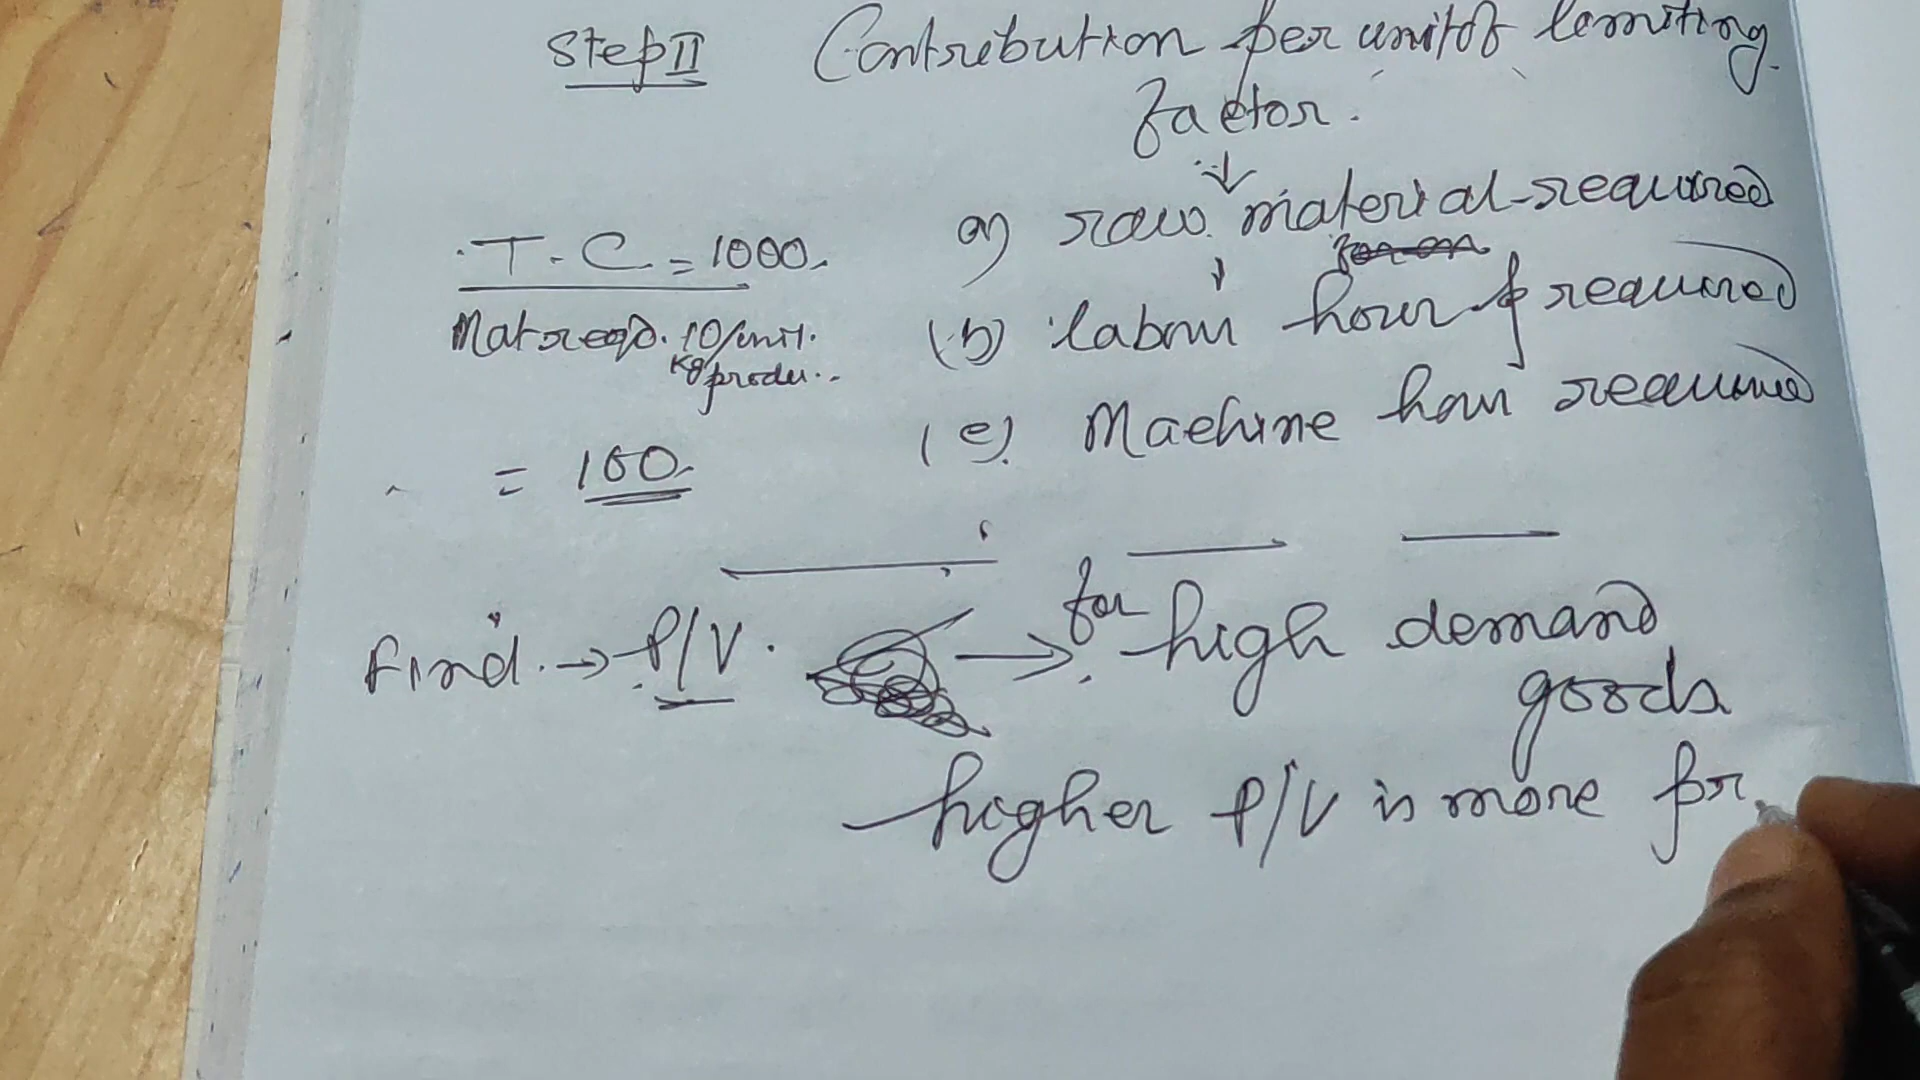 Step II Contribution per unit of limiting
factor.
T.C = 1000
Mat reqd. 10/unit.
kg produ..
= 100
a) raw material required
(b) labour hour required
(c) Machine hour required
Find → P/V. → for high demand
goods
higher P/V is more pr